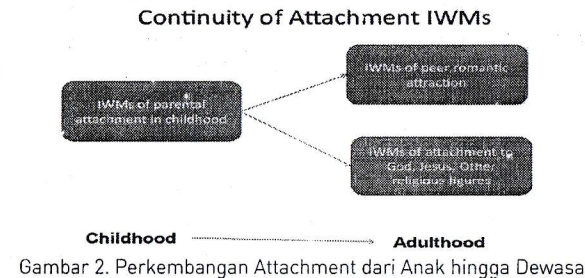 Continuity of Attachment IWMs
IWMs of parental
attachment in childhood
IWMs of peer romantic
attraction
IWMs of attachment to
God, Jesus, Other
religious figures
Childhood
Adulthood
Gambar 2. Perkembangan Attachment dari Anak hingga Dewasa